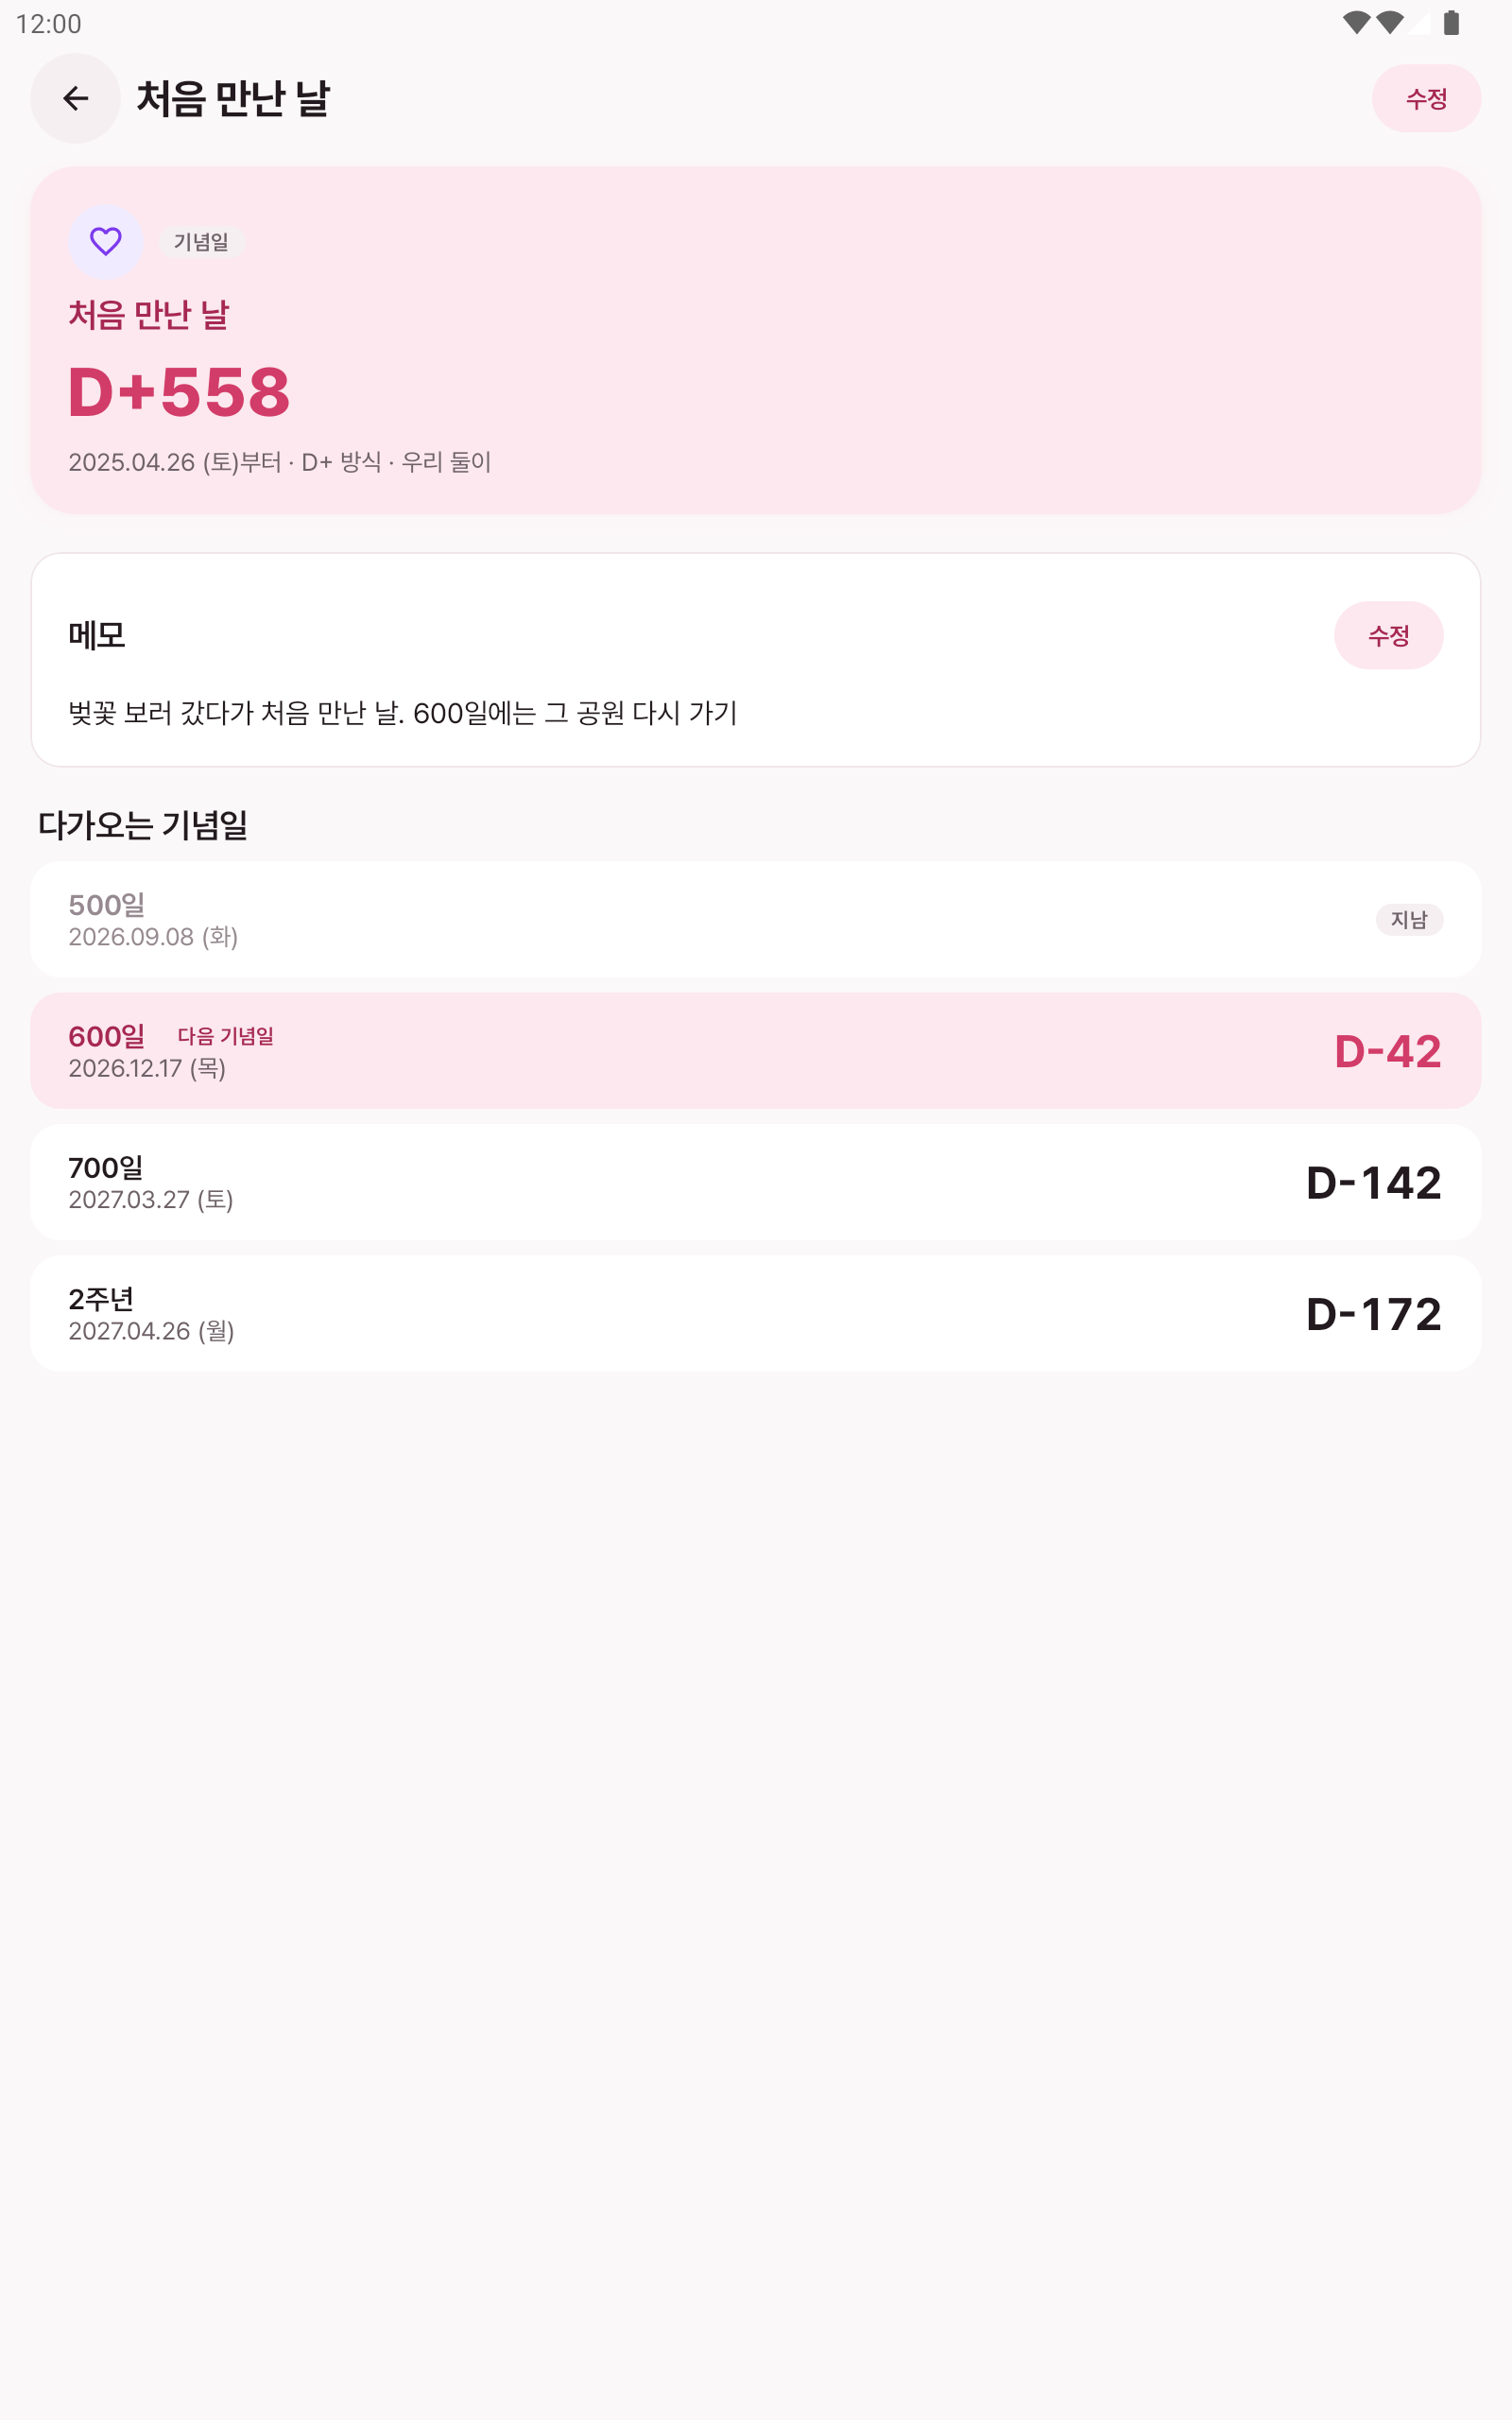 12:00
처음 만난 날
수정
기념일
처음 만난 날
D+558
2025.04.26 (토)부터 · D+ 방식 · 우리 둘이
메모
수정
벚꽃 보러 갔다가 처음 만난 날. 600일에는 그 공원 다시 가기
다가오는 기념일
500일
2026.09.08 (화)
지남
600일 다음 기념일
2026.12.17 (목)
D-42
700일
2027.03.27 (토)
D-142
2주년
2027.04.26 (월)
D-172